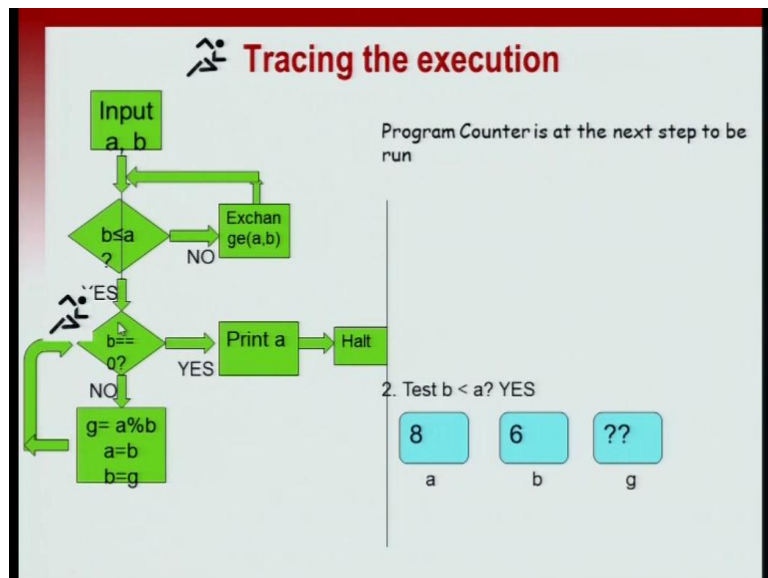 Tracing the execution
Input
a, b
Program Counter is at the next step to be
run
b≤a
?
Exchan
ge(a,b)
NO
YES
b==
0?
Print a
Halt
YES
NO
g= a%b
a=b
b=g
2. Test b < a? YES
8
6
??
a
b
g